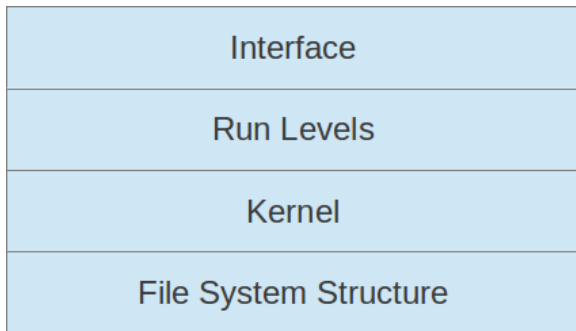 Interface
Run Levels
Kernel
File System Structure